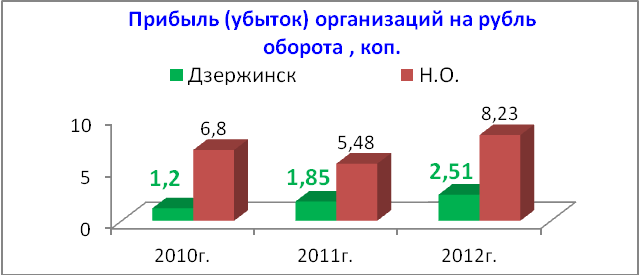 Прибыль (убыток) организаций на рубль
оборота , коп.
Дзержинск Н.О.
10
5
0
1,2
6,8
1,85
5,48
2,51
8,23
2010г. 2011г. 2012г.